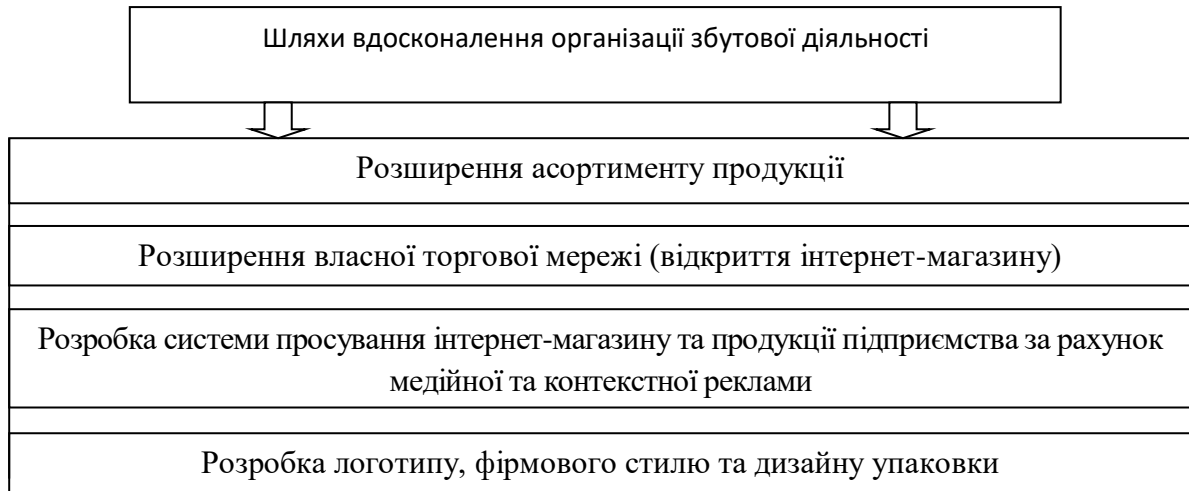 Шляхи вдосконалення організації збутової діяльності
Розширення асортименту продукції
Розширення власної торгової мережі (відкриття інтернет-магазину)
Розробка системи просування інтернет-магазину та продукції підприємства за рахунок
медійної та контекстної реклами
Розробка логотипу, фірмового стилю та дизайну упаковки